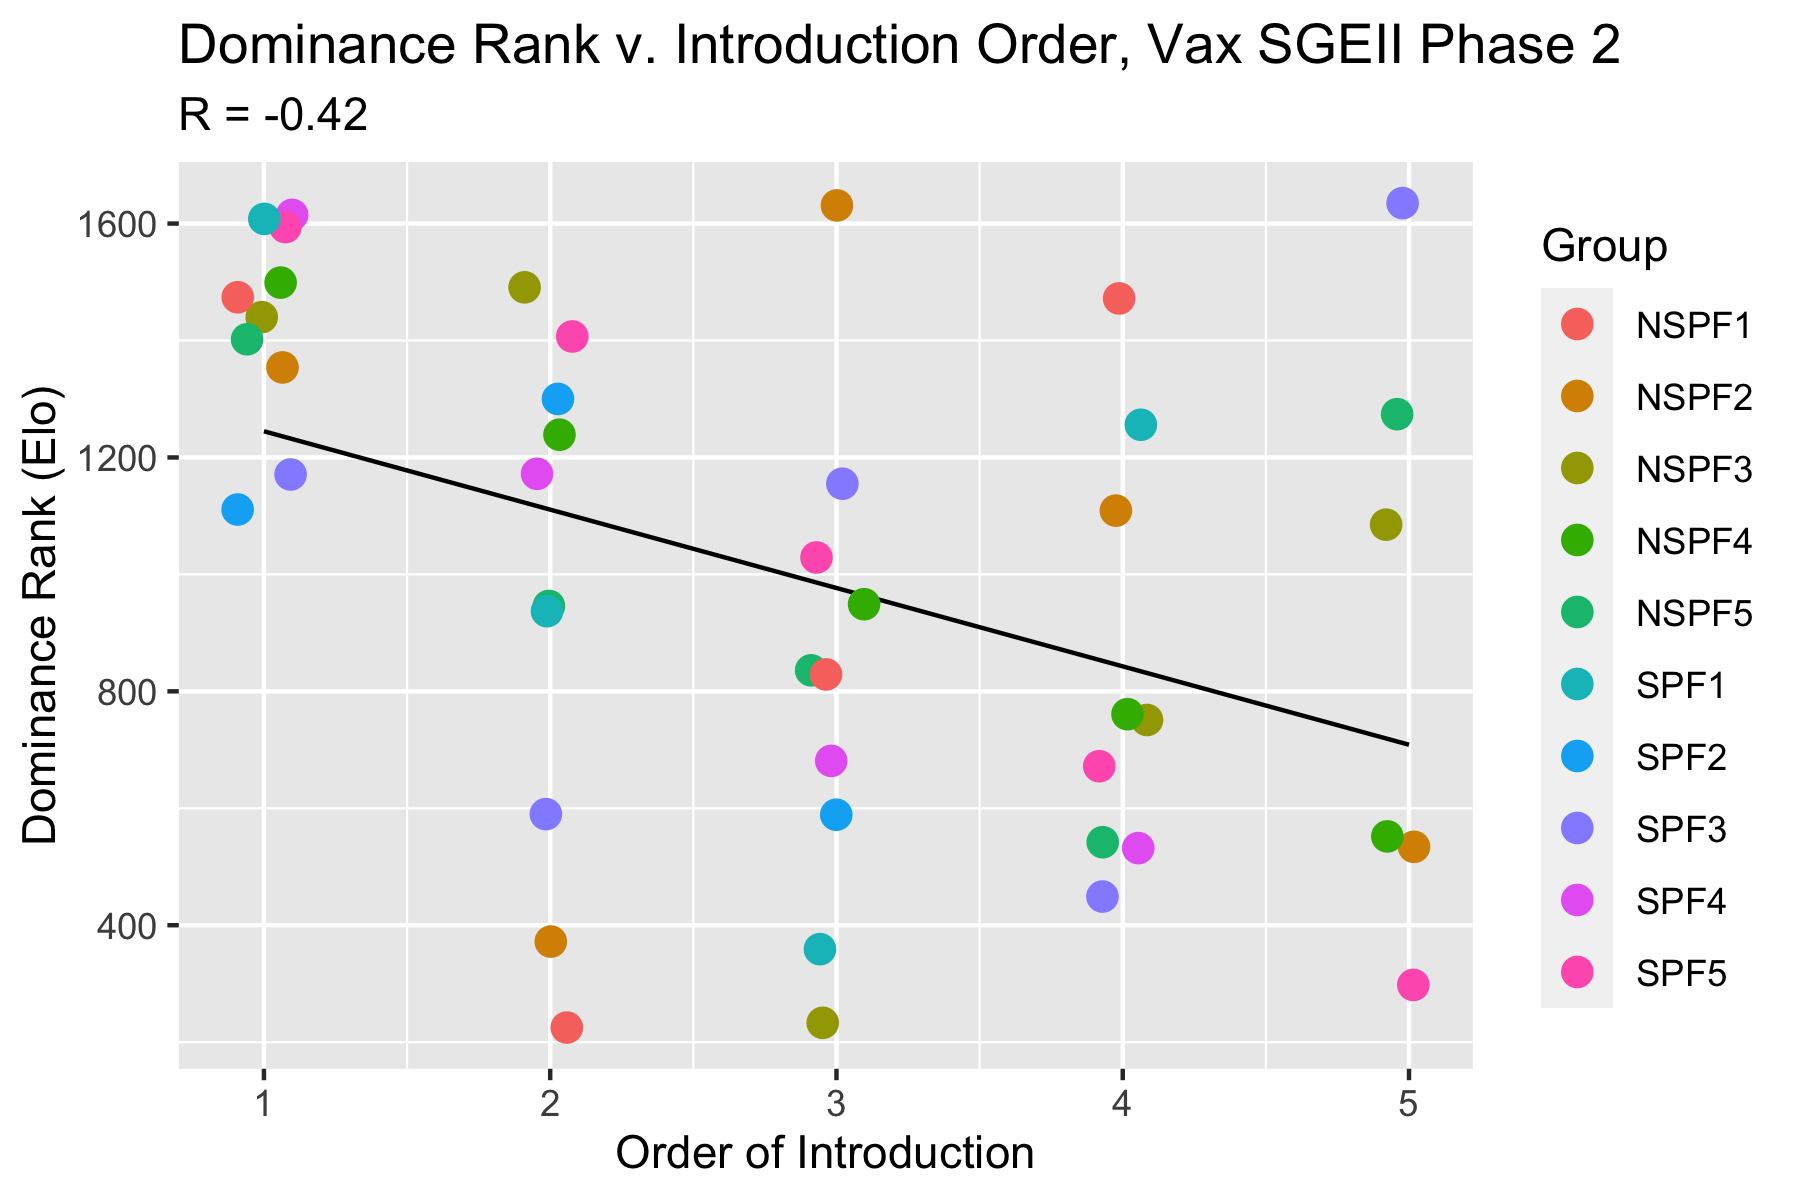 Dominance Rank v. Introduction Order, Vax SGEII Phase 2
R = -0.42
Dominance Rank (Elo)
1600
1200
800
400
1 2 3 4 5
Order of Introduction
Group
NSPF1
NSPF2
NSPF3
NSPF4
NSPF5
SPF1
SPF2
SPF3
SPF4
SPF5